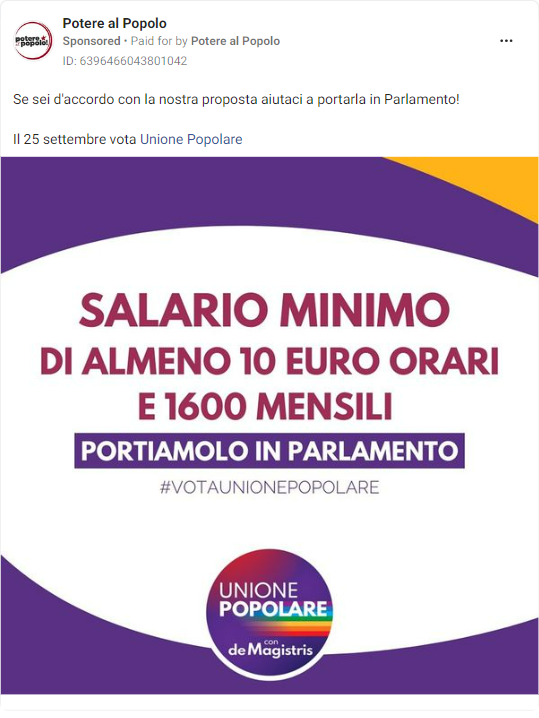 Potere al Popolo
Sponsored • Paid for by Potere al Popolo
ID: 6396466043801042
potere al
popolo!
Se sei d'accordo con la nostra proposta aiutaci a portarla in Parlamento!
Il 25 settembre vota Unione Popolare
SALARIO MINIMO
DI ALMENO 10 EURO ORARI
E 1600 MENSILI
PORTIAMOLO IN PARLAMENTO
#VOTAUNIONEPOPOLARE
UNIONE
POPOLARE
con
de Magistris